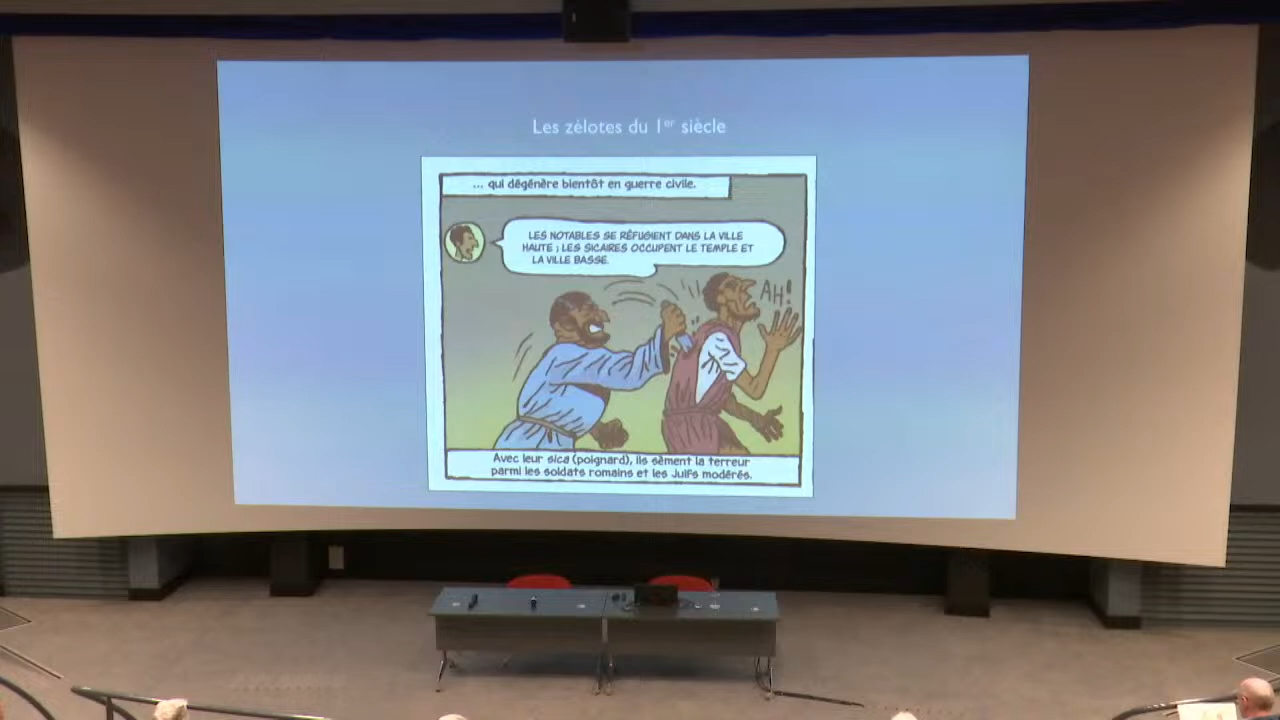 Les zélotes du 1er siècle
... qui dégénère bientôt en guerre civile.
LES NOTABLES SE RÉFUGIENT DANS LA VILLE
HAUTE ; LES SICAIRES OCCUPENT LE TEMPLE ET
LA VILLE BASSE.
AH!
Avec leur sica (poignard), ils sèment la terreur
parmi les soldats romains et les Juifs modérés.